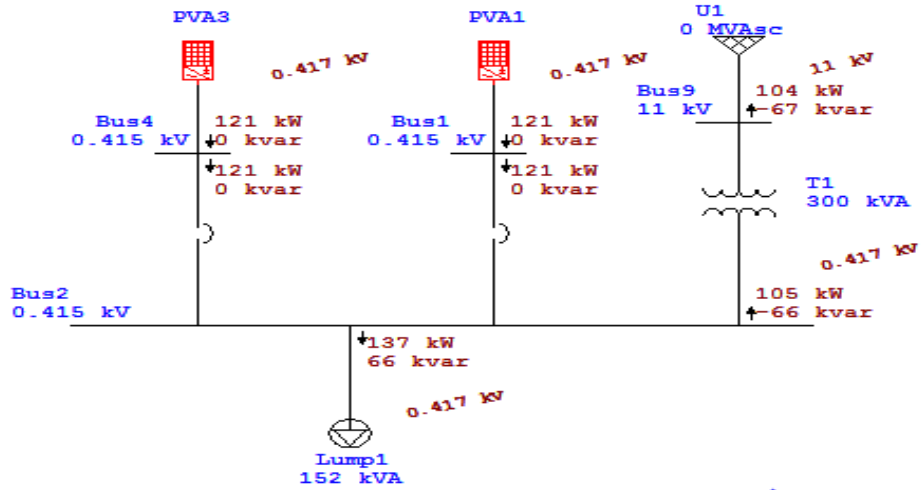 PVA3
PVA1
U1
0 MVAsc
0.417 kV
0.417 kV
11 kV
Bus4
0.415 kV
121 kW
0 kvar
121 kW
0 kvar
Bus1
0.415 kV
121 kW
0 kvar
121 kW
0 kvar
Bus9
11 kV
104 kW
-67 kvar
T1
300 kVA
0.417 kV
Bus2
0.415 kV
105 kW
-66 kvar
137 kW
66 kvar
0.417 kV
Lump1
152 kVA